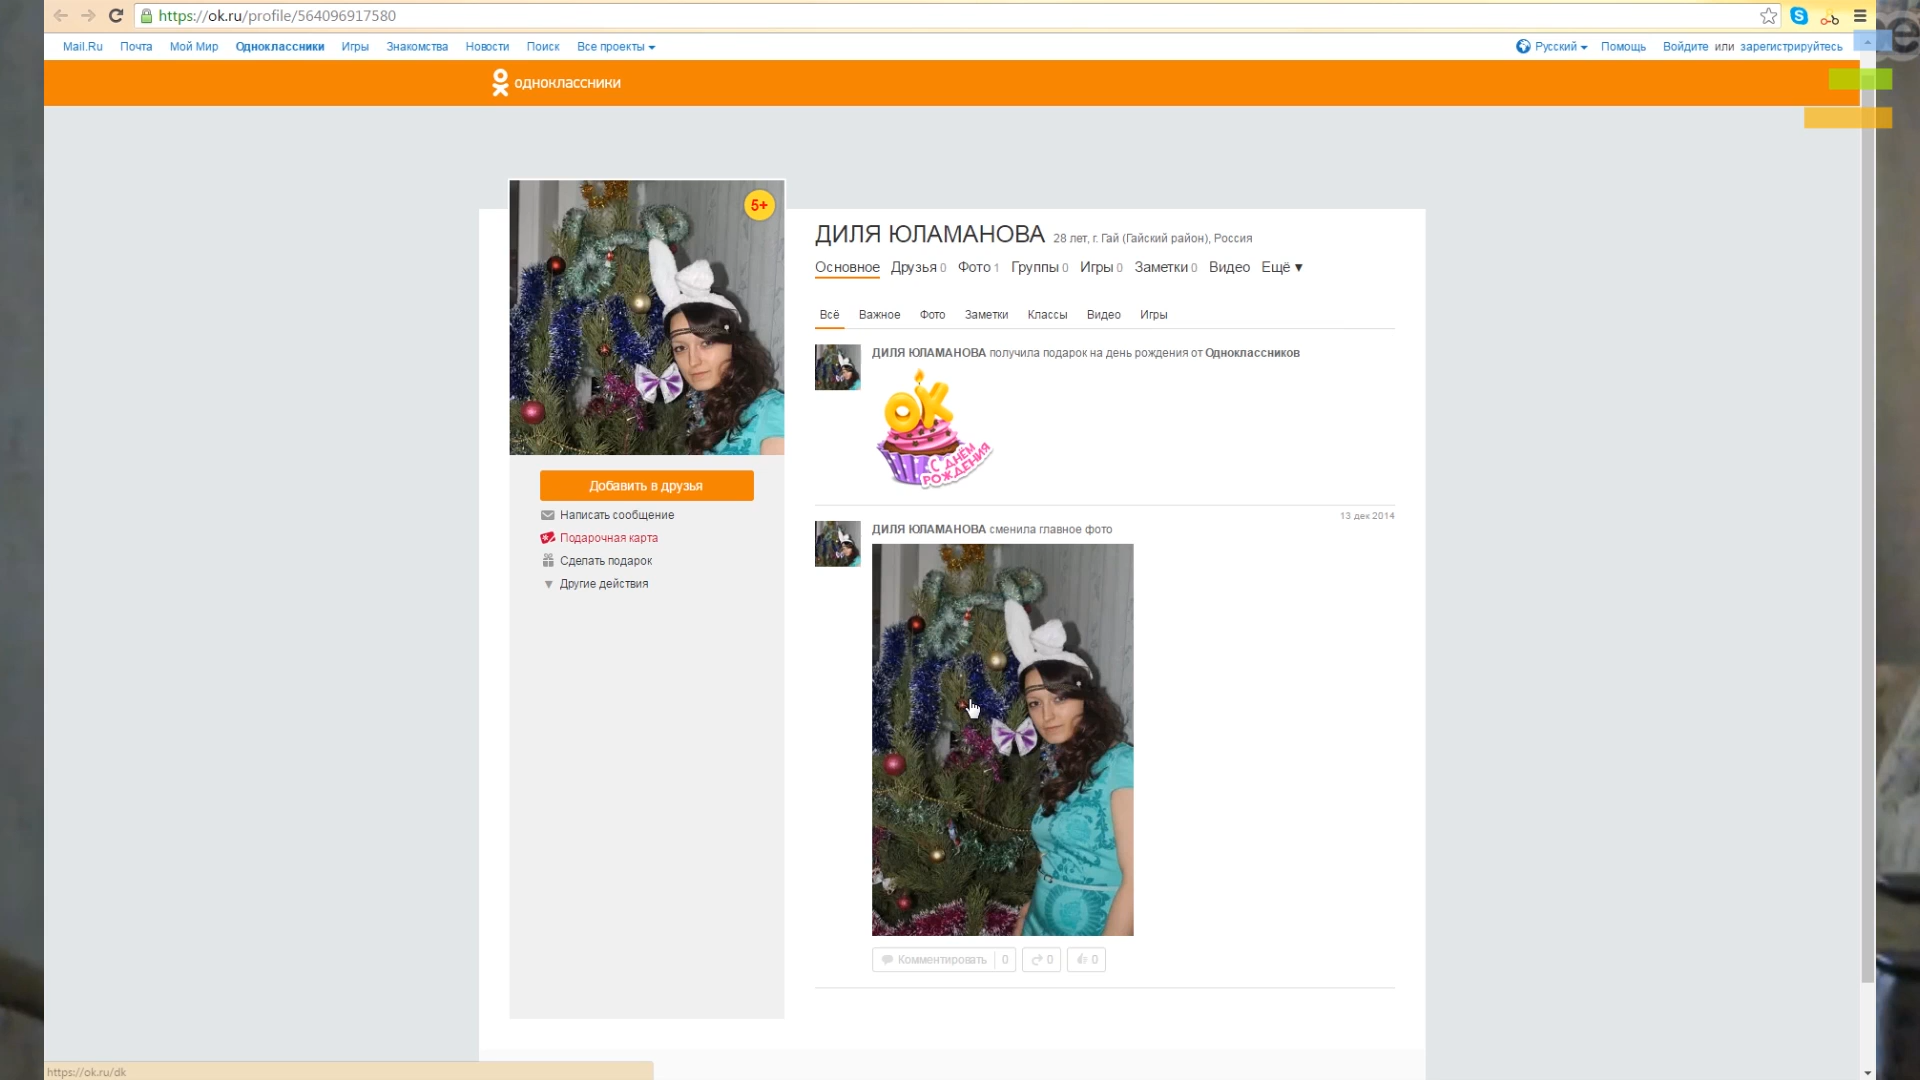 https://ok.ru/profile/564096917580
Mail.Ru Почта Мой Мир Одноклассники Игры Знакомства Новости Поиск Все проекты Русский Помощь Войдите или зарегистрируйтесь
одноклассники
5+
ДИЛЯ ЮЛАМАНОВА 28 лет, г. Гай (Гайский район), Россия
Основное Друзья 0 Фото 1 Группы 0 Игры 0 Заметки 0 Видео Ещё ▼
Всё Важное Фото Заметки Классы Видео Игры
ДИЛЯ ЮЛАМАНОВА получила подарок на день рождения от Одноклассников
ОК
С ДНЁМ
РОЖДЕНИЯ
Добавить в друзья
Написать сообщение
Подарочная карта
Сделать подарок
Другие действия
13 дек 2014
ДИЛЯ ЮЛАМАНОВА сменила главное фото
Комментировать 0 0 0
https://ok.ru/dk